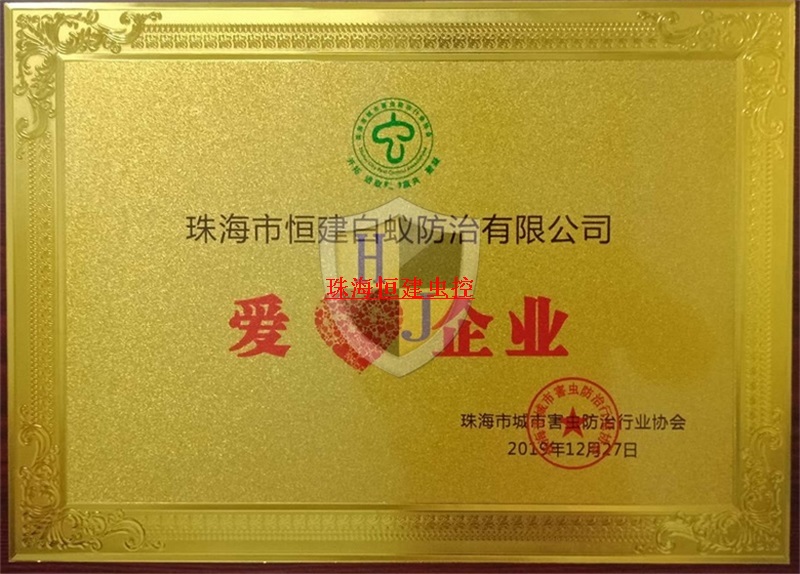 珠海市恒建白蚁防治有限公司
H
珠海恒建虫控
爱 企业
J
珠海市城市害虫防治行业协会
2019年12月27日